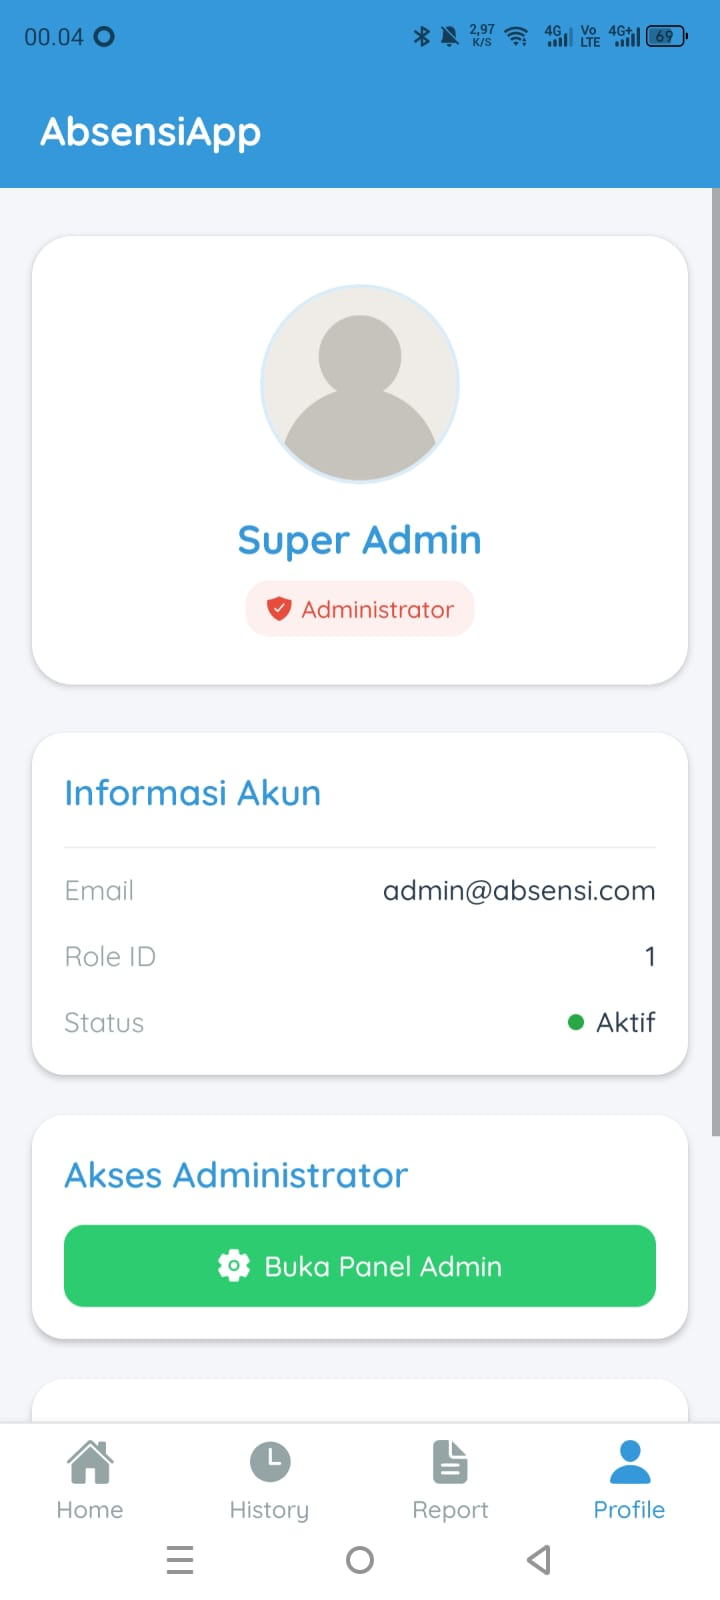 00.04 2,97 K/S 4G Vo LTE 4G+ 69
AbsensiApp
Super Admin
Administrator
Informasi Akun
Email admin@absensi.com
Role ID 1
Status Aktif
Akses Administrator
Buka Panel Admin
Home History Report Profile